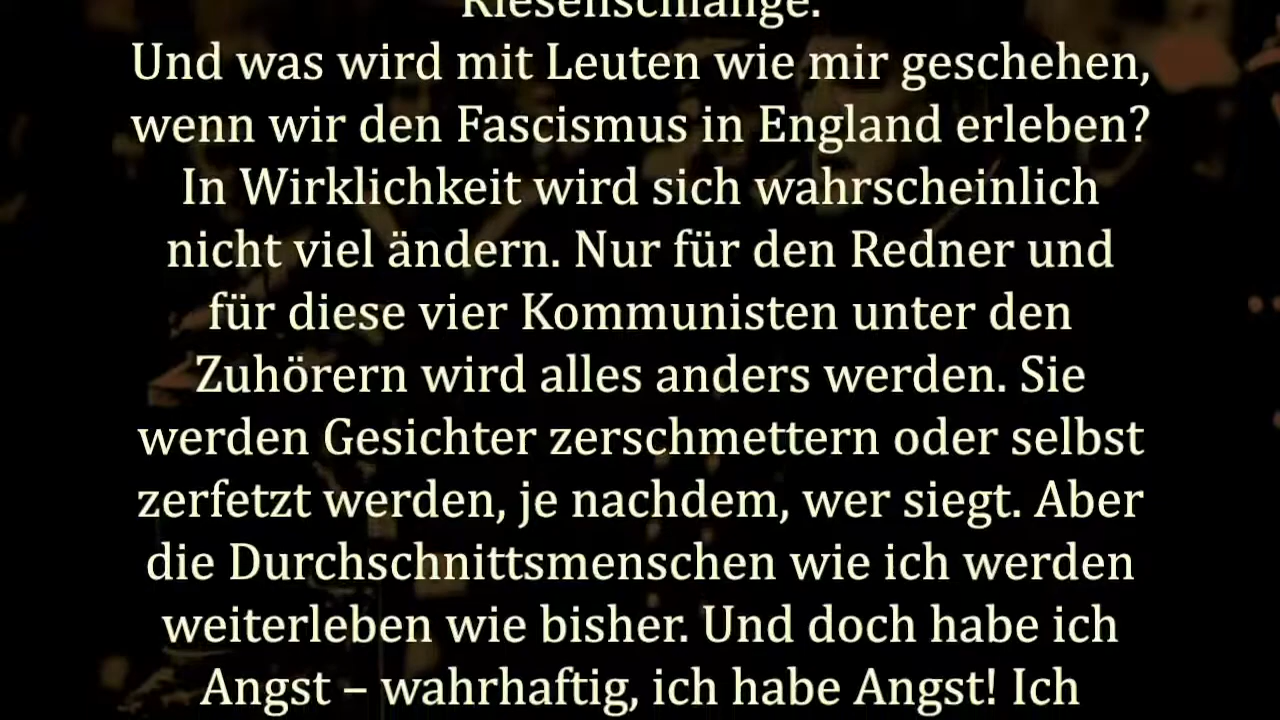 Riesenschlange.
Und was wird mit Leuten wie mir geschehen,
wenn wir den Fascismus in England erleben?
In Wirklichkeit wird sich wahrscheinlich
nicht viel ändern. Nur für den Redner und
für diese vier Kommunisten unter den
Zuhörern wird alles anders werden. Sie
werden Gesichter zerschmettern oder selbst
zerfetzt werden, je nachdem, wer siegt. Aber
die Durchschnittsmenschen wie ich werden
weiterleben wie bisher. Und doch habe ich
Angst – wahrhaftig, ich habe Angst! Ich